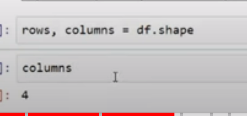 ]: rows, columns = df.shape
]: columns
]: 4